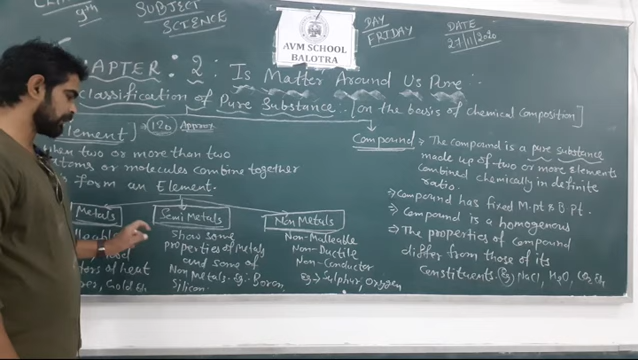 9th
SUBJECT
SCIENCE
AVM SCHOOL
BALOTRA
DAY
FRIDAY
DATE
27/11/2020
APTER : 2 : Is Matter Around Us Pure :-
classification of Pure Substance. [on the basis of chemical composition]
Element] 120 Approx
when two or more than two
atoms or molecules combine together
form an Element.
Metals
heat
Gold
Semi Metals
Show some
properties of metals
and some of
Non Metals. Eg:- Boron,
Silicon.
Non Metals
Non-Malleable
Non-Ductile
Non-Conductor
Eg → Sulphur, Oxygen
Compound → The compound is a pure substance
made up of two or more elements
combined chemically in definite
ratio.
→ Compound has fixed M.pt & B.pt.
→ Compound is a homogenous
→ The properties of compound
differ from those of its
constituents. Eg NaCl, H₂O, CO₂ Etc